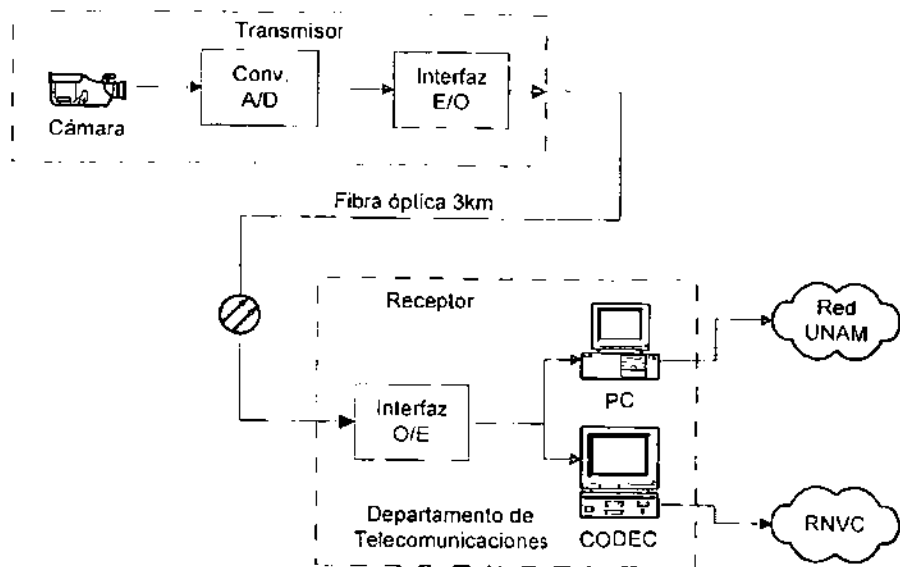 Transmisor
Conv.
A/D
Interfaz
E/O
Cámara
Fibra óptica 3km
Receptor
Red
UNAM
PC
Interfaz
O/E
Departamento de
Telecomunicaciones
CODEC
RNVC